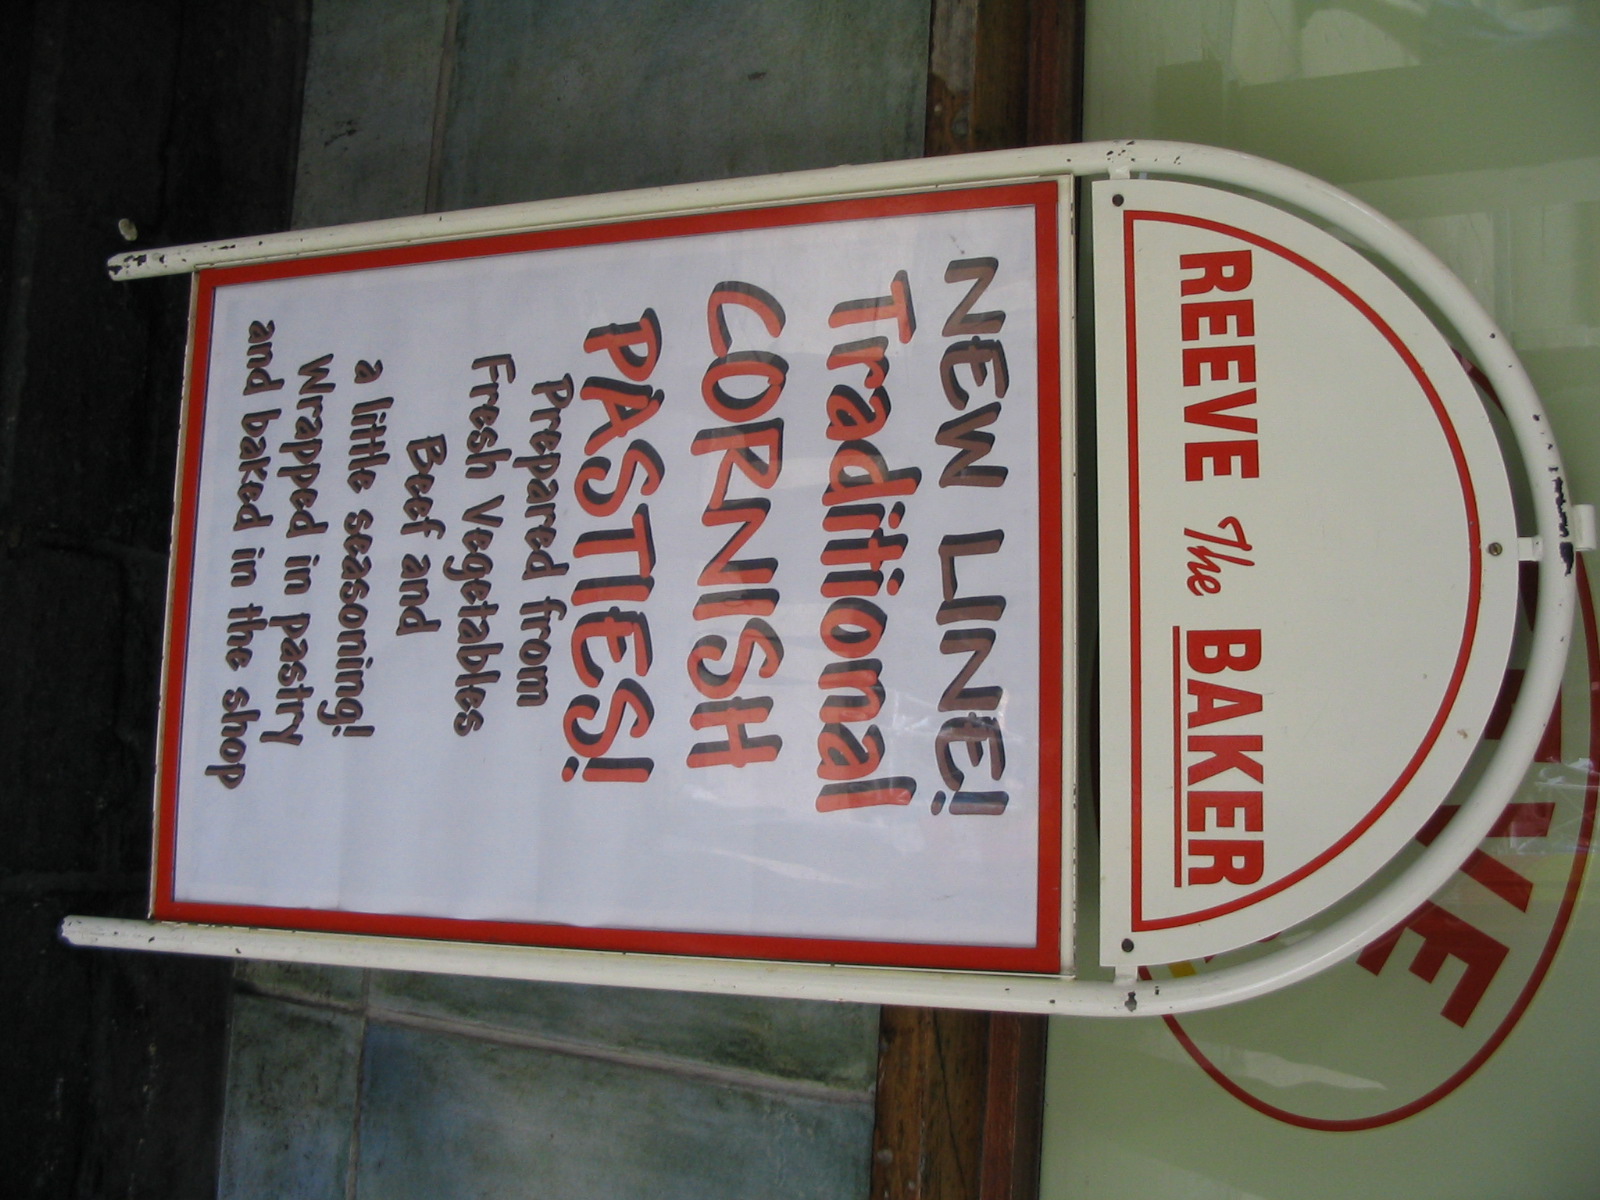 REEVE The BAKER
NEW LINE!
Traditional
CORNISH
PASTIES!
Prepared from
Fresh Vegetables
Beef and
a little seasoning!
Wrapped in pastry
and baked in the shop